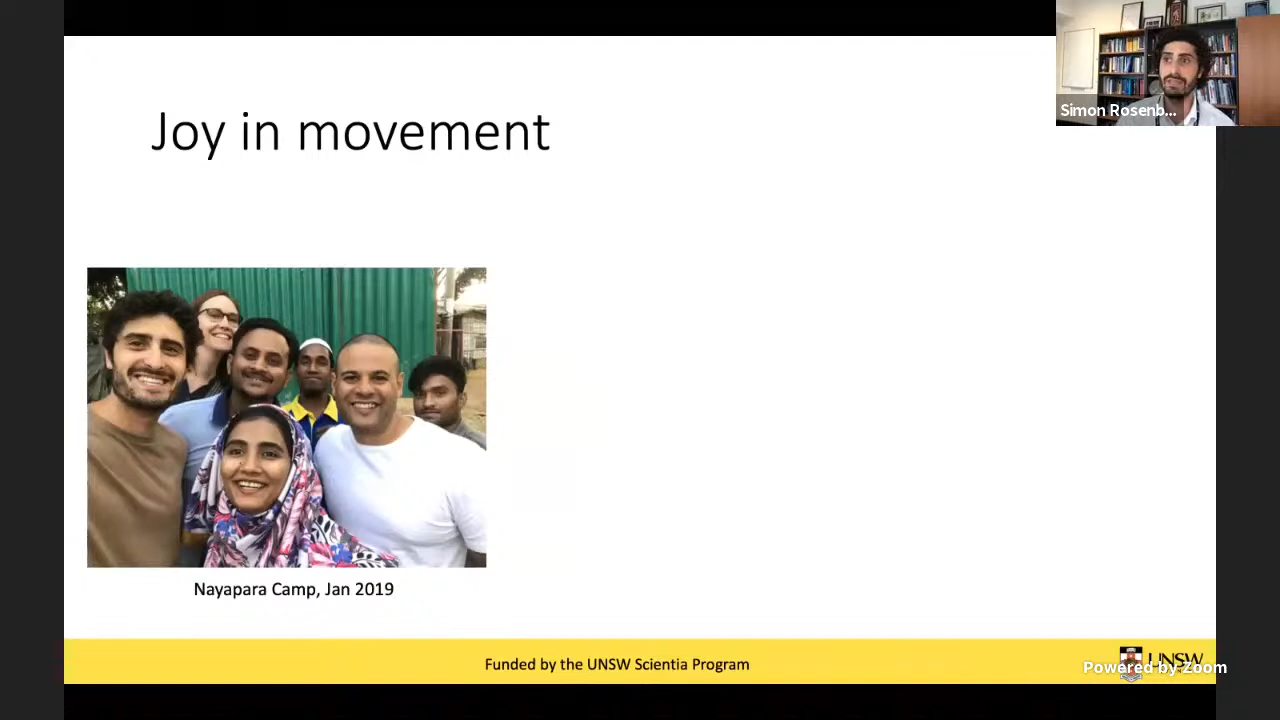 Simon Rosenb...
Joy in movement
Nayapara Camp, Jan 2019
Funded by the UNSW Scientia Program
UNSW
Powered by Zoom